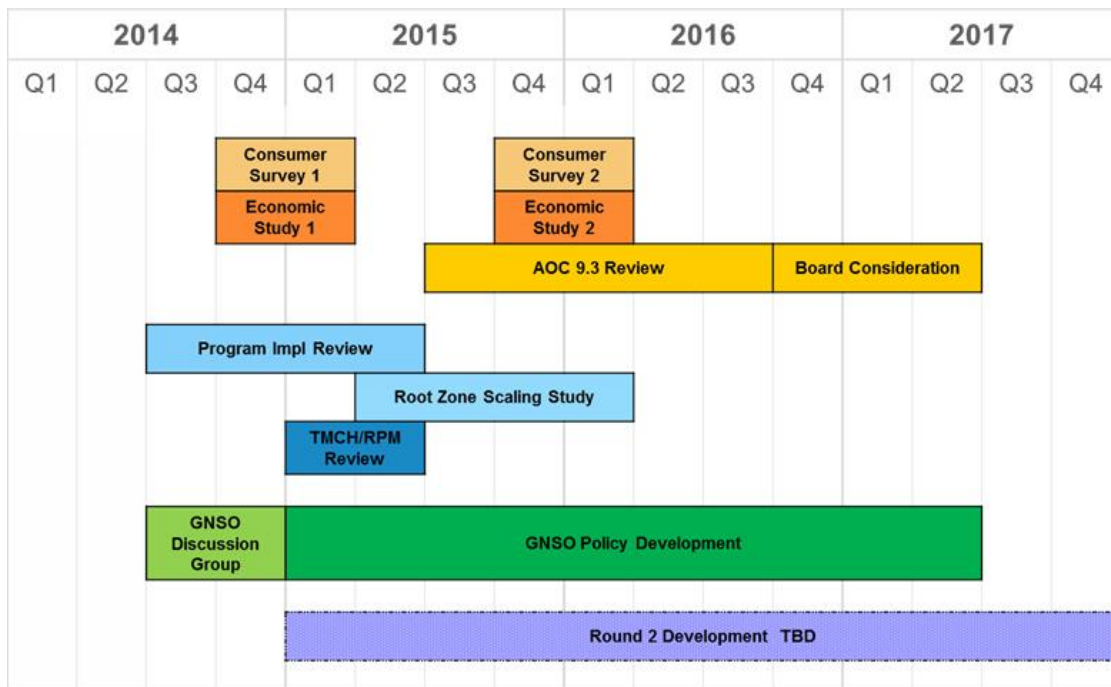 2014 2015 2016 2017
Q1 Q2 Q3 Q4 Q1 Q2 Q3 Q4 Q1 Q2 Q3 Q4 Q1 Q2 Q3 Q4
Consumer
Survey 1
Consumer
Survey 2
Economic
Study 1
Economic
Study 2
AOC 9.3 Review
Board Consideration
Program Impl Review
Root Zone Scaling Study
TMCH/RPM
Review
GNSO
Discussion
Group
GNSO Policy Development
Round 2 Development TBD